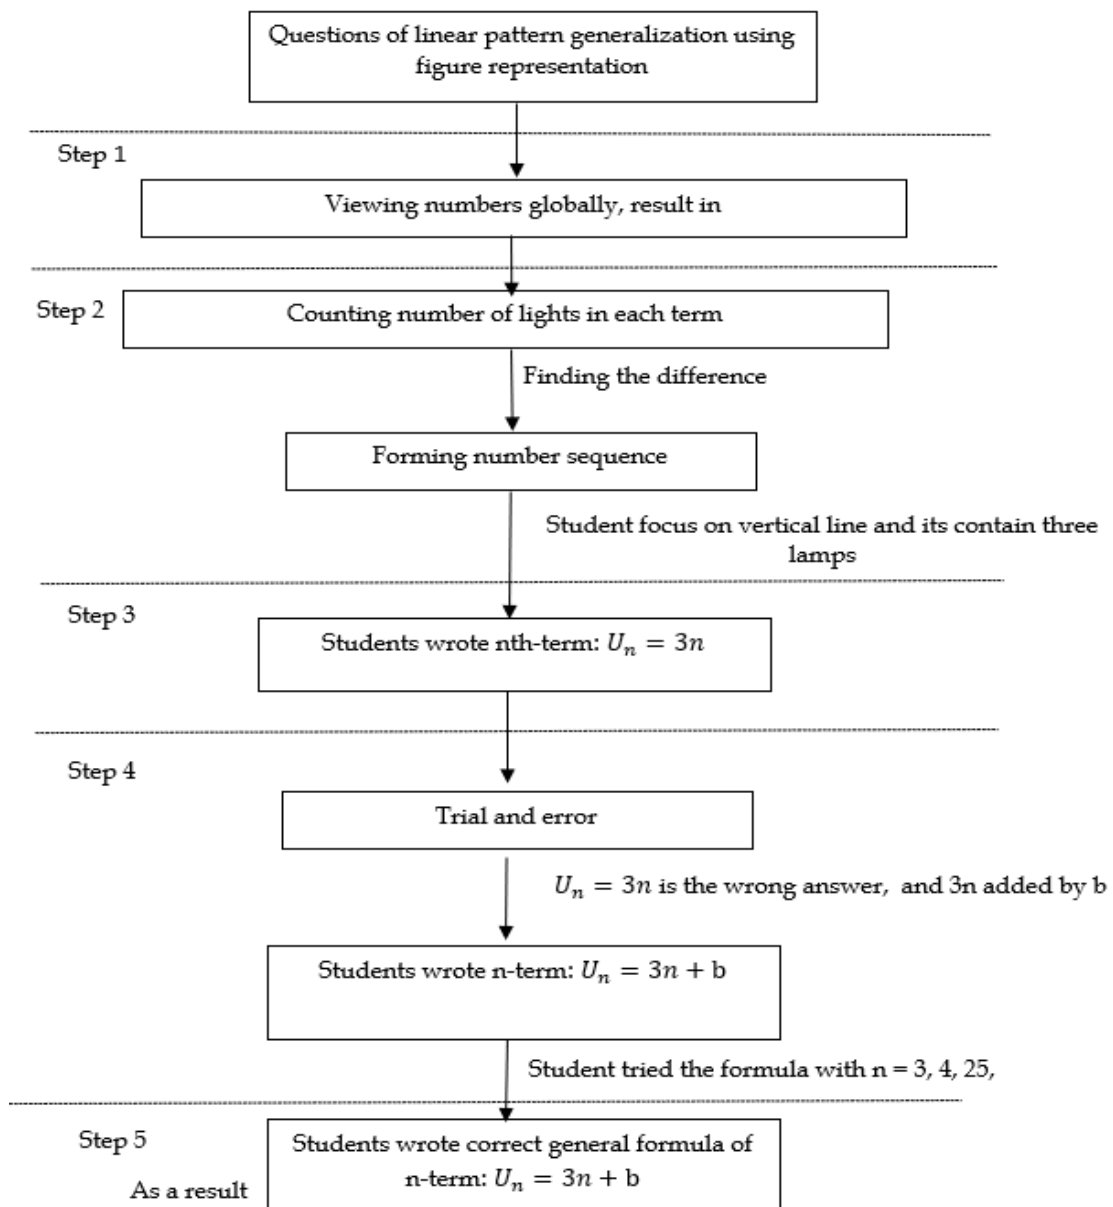 Questions of linear pattern generalization using
figure representation
Step 1
Viewing numbers globally, result in
Step 2
Counting number of lights in each term
Finding the difference
Forming number sequence
Student focus on vertical line and its contain three
lamps
Step 3
Students wrote nth-term: Uₙ = 3n
Step 4
Trial and error
Uₙ = 3n is the wrong answer, and 3n added by b
Students wrote n-term: Uₙ = 3n + b
Student tried the formula with n = 3, 4, 25,
Step 5
Students wrote correct general formula of
n-term: Uₙ = 3n + b
As a result